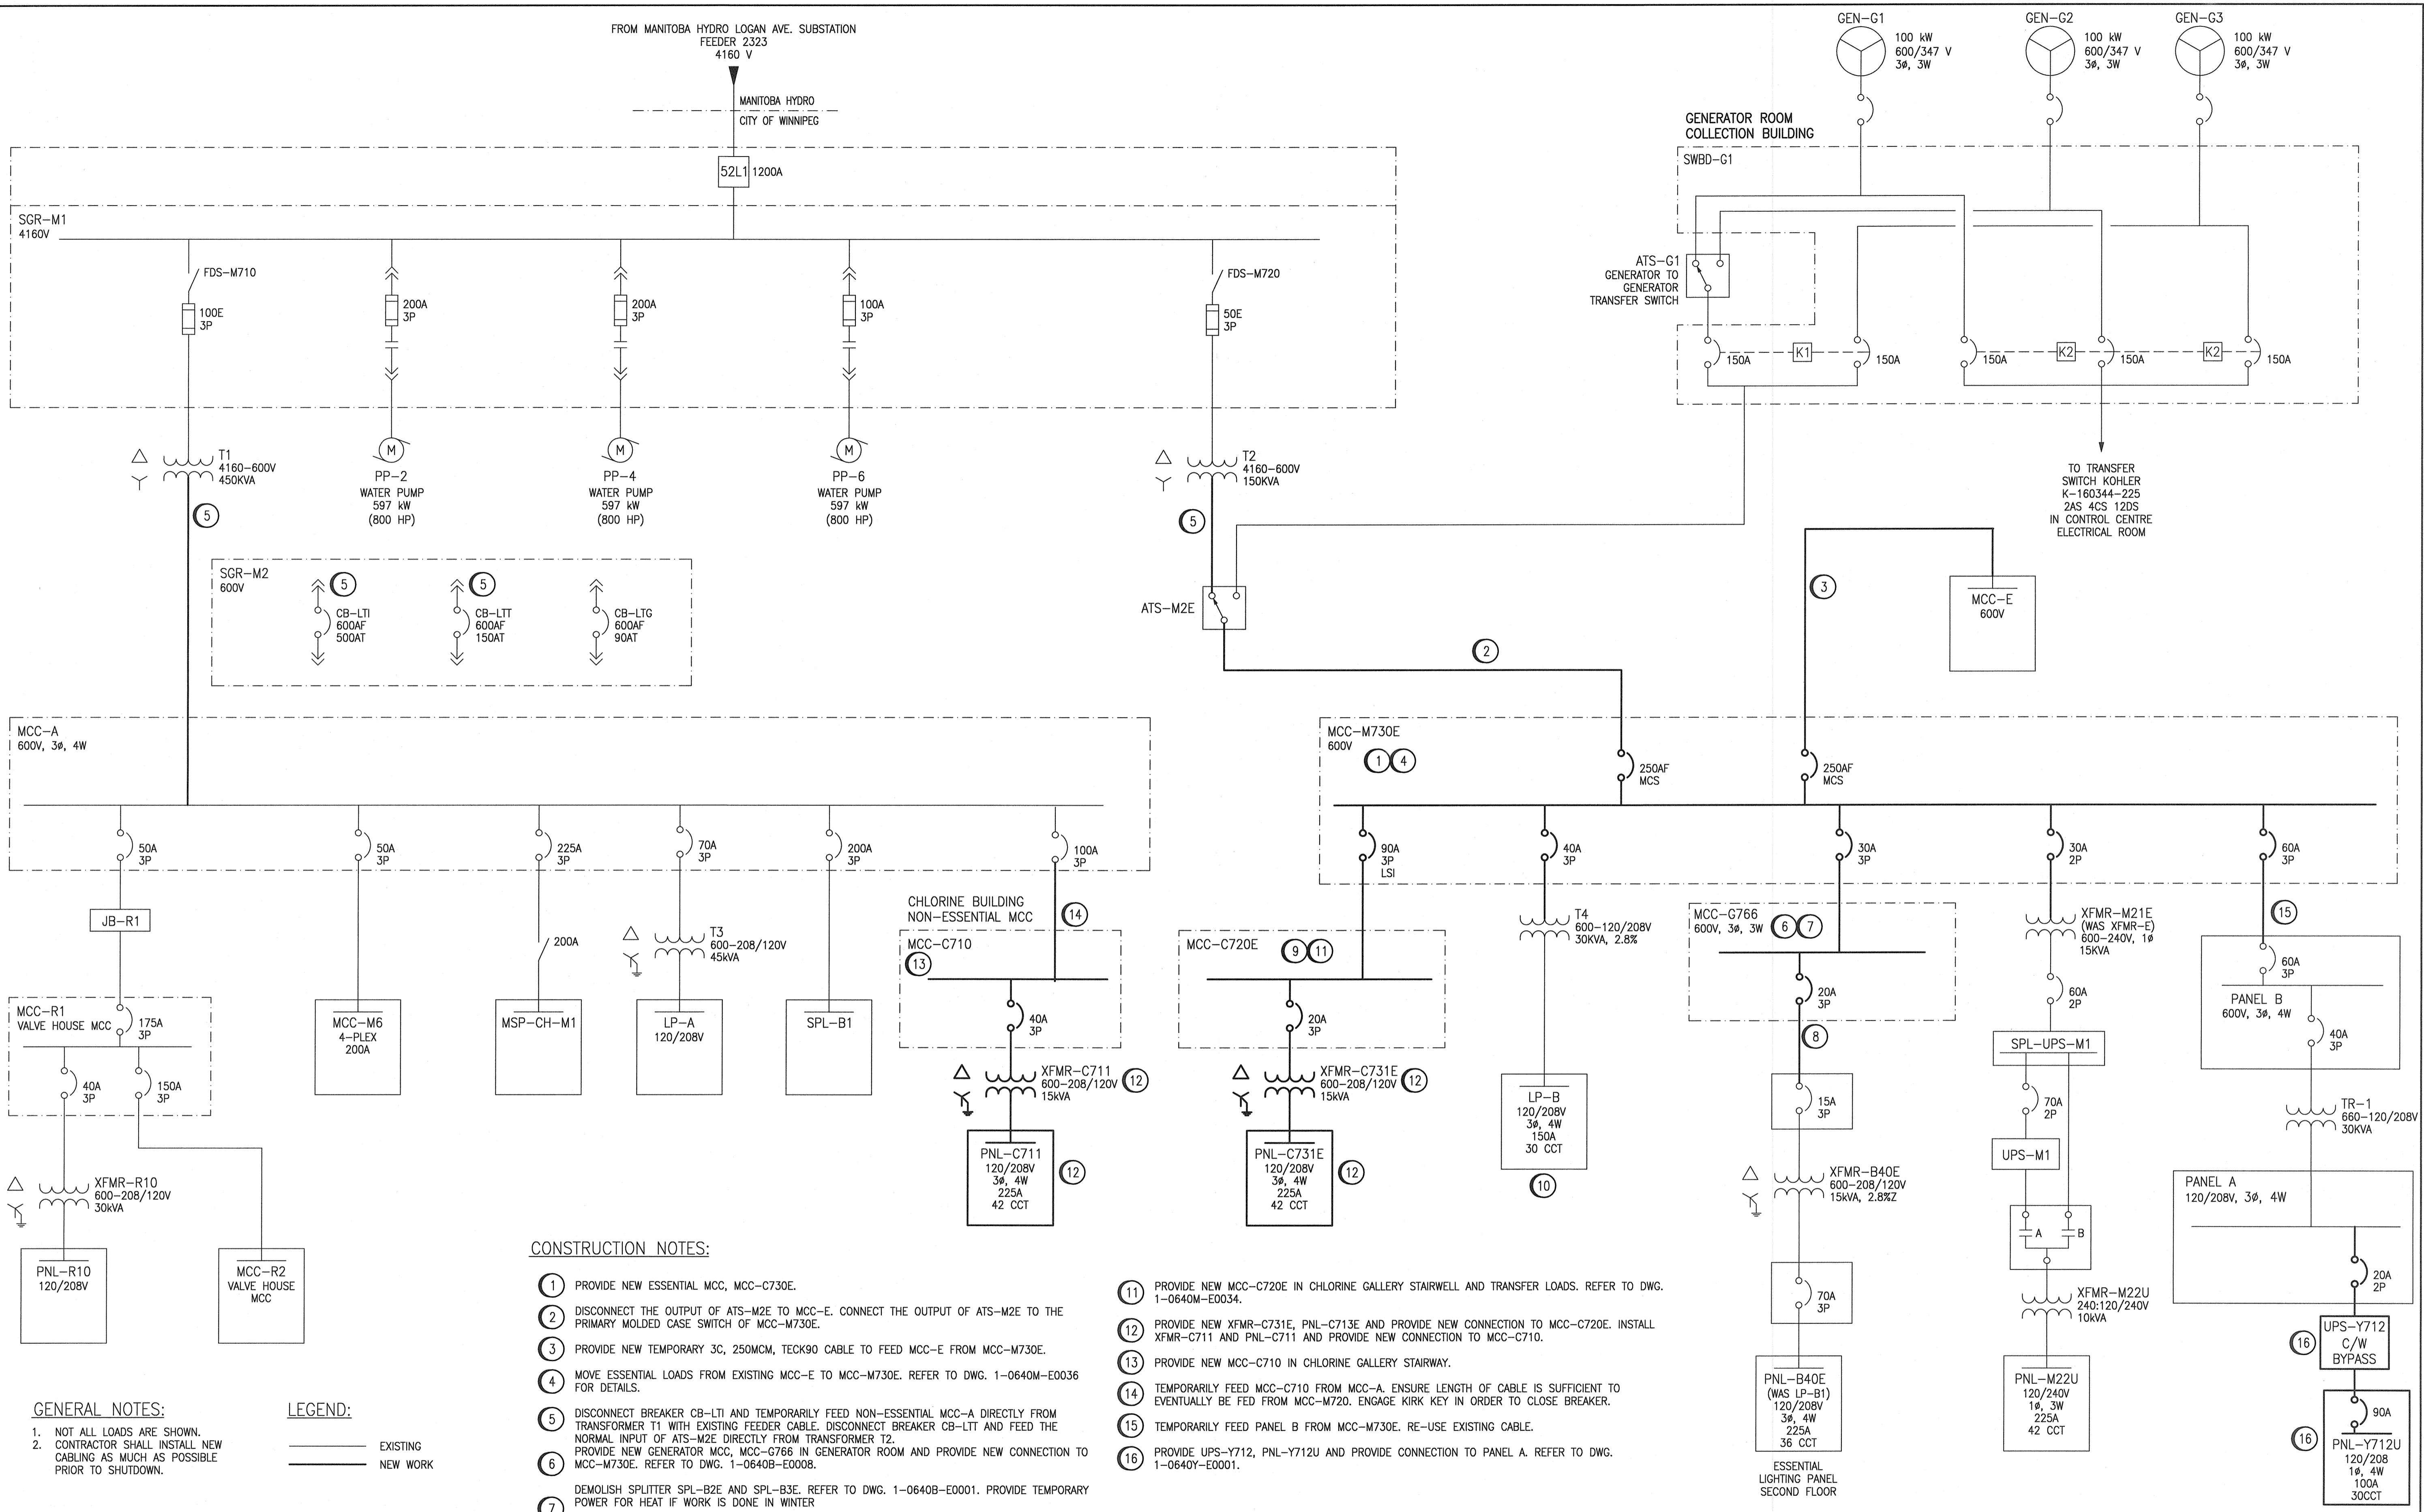 FROM MANITOBA HYDRO LOGAN AVE. SUBSTATION
FEEDER 2323
4160 V
MANITOBA HYDRO
CITY OF WINNIPEG
52L1
1200A
SGR-M1
4160V
FDS-M710
100E
3P
200A
3P
200A
3P
100A
3P
FDS-M720
50E
3P
T1
4160-600V
450KVA
5
M
PP-2
WATER PUMP
597 kW
(800 HP)
M
PP-4
WATER PUMP
597 kW
(800 HP)
M
PP-6
WATER PUMP
597 kW
(800 HP)
T2
4160-600V
150KVA
5
GEN-G1
100 kW
600/347 V
3ø, 3W
GEN-G2
100 kW
600/347 V
3ø, 3W
GEN-G3
100 kW
600/347 V
3ø, 3W
GENERATOR ROOM
COLLECTION BUILDING
SWBD-G1
ATS-G1
GENERATOR TO
GENERATOR
TRANSFER SWITCH
150A
K1
150A
150A
K2
150A
K2
150A
TO TRANSFER
SWITCH KOHLER
K-160344-225
2AS 4CS 12DS
IN CONTROL CENTRE
ELECTRICAL ROOM
SGR-M2
600V
5
CB-LTI
600AF
500AT
5
CB-LTT
600AF
150AT
CB-LTG
600AF
90AT
ATS-M2E
2
3
MCC-E
600V
MCC-A
600V, 3ø, 4W
50A
3P
50A
3P
225A
3P
70A
3P
200A
3P
100A
3P
MCC-M730E
600V
1
4
250AF
MCS
250AF
MCS
90A
3P
LSI
40A
3P
30A
3P
30A
2P
60A
3P
JB-R1
200A
T3
600-208/120V
45kVA
CHLORINE BUILDING
NON-ESSENTIAL MCC
14
MCC-C710
13
40A
3P
MCC-C720E
9
11
20A
3P
T4
600-120/208V
30KVA, 2.8%
MCC-G766
600V, 3ø, 3W
6
7
20A
3P
8
XFMR-M21E
(WAS XFMR-E)
600-240V, 1ø
15KVA
60A
2P
15
60A
3P
PANEL B
600V, 3ø, 4W
40A
3P
MCC-R1
VALVE HOUSE MCC
175A
3P
40A
3P
150A
3P
MCC-M6
4-PLEX
200A
MSP-CH-M1
LP-A
120/208V
SPL-B1
XFMR-C711
600-208/120V
15kVA
12
XFMR-C731E
600-208/120V
15kVA
12
PNL-C711
120/208V
3ø, 4W
225A
42 CCT
12
PNL-C731E
120/208V
3ø, 4W
225A
42 CCT
12
LP-B
120/208V
3ø, 4W
150A
30 CCT
10
15A
3P
SPL-UPS-M1
70A
2P
UPS-M1
A
B
TR-1
660-120/208V
30KVA
XFMR-R10
600-208/120V
30kVA
PNL-R10
120/208V
MCC-R2
VALVE HOUSE
MCC
XFMR-B40E
600-208/120V
15kVA, 2.8%Z
70A
3P
PNL-B40E
(WAS LP-B1)
120/208V
3ø, 4W
225A
36 CCT
ESSENTIAL
LIGHTING PANEL
SECOND FLOOR
XFMR-M22U
240:120/240V
10kVA
PNL-M22U
120/240V
1ø, 3W
225A
42 CCT
PANEL A
120/208V, 3ø, 4W
20A
2P
16
UPS-Y712
C/W
BYPASS
16
90A
PNL-Y712U
120/208
1ø, 4W
100A
30CCT
CONSTRUCTION NOTES:
1 PROVIDE NEW ESSENTIAL MCC, MCC-C730E.
2 DISCONNECT THE OUTPUT OF ATS-M2E TO MCC-E. CONNECT THE OUTPUT OF ATS-M2E TO THE
PRIMARY MOLDED CASE SWITCH OF MCC-M730E.
3 PROVIDE NEW TEMPORARY 3C, 250MCM, TECK90 CABLE TO FEED MCC-E FROM MCC-M730E.
4 MOVE ESSENTIAL LOADS FROM EXISTING MCC-E TO MCC-M730E. REFER TO DWG. 1-0640M-E0036
FOR DETAILS.
5 DISCONNECT BREAKER CB-LTI AND TEMPORARILY FEED NON-ESSENTIAL MCC-A DIRECTLY FROM
TRANSFORMER T1 WITH EXISTING FEEDER CABLE. DISCONNECT BREAKER CB-LTT AND FEED THE
NORMAL INPUT OF ATS-M2E DIRECTLY FROM TRANSFORMER T2.
6 PROVIDE NEW GENERATOR MCC, MCC-G766 IN GENERATOR ROOM AND PROVIDE NEW CONNECTION TO
MCC-M730E. REFER TO DWG. 1-0640B-E0008.
7 DEMOLISH SPLITTER SPL-B2E AND SPL-B3E. REFER TO DWG. 1-0640B-E0001. PROVIDE TEMPORARY
POWER FOR HEAT IF WORK IS DONE IN WINTER
11 PROVIDE NEW MCC-C720E IN CHLORINE GALLERY STAIRWELL AND TRANSFER LOADS. REFER TO DWG.
1-0640M-E0034.
12 PROVIDE NEW XFMR-C731E, PNL-C713E AND PROVIDE NEW CONNECTION TO MCC-C720E. INSTALL
XFMR-C711 AND PNL-C711 AND PROVIDE NEW CONNECTION TO MCC-C710.
13 PROVIDE NEW MCC-C710 IN CHLORINE GALLERY STAIRWAY.
14 TEMPORARILY FEED MCC-C710 FROM MCC-A. ENSURE LENGTH OF CABLE IS SUFFICIENT TO
EVENTUALLY BE FED FROM MCC-M720. ENGAGE KIRK KEY IN ORDER TO CLOSE BREAKER.
15 TEMPORARILY FEED PANEL B FROM MCC-M730E. RE-USE EXISTING CABLE.
16 PROVIDE UPS-Y712, PNL-Y712U AND PROVIDE CONNECTION TO PANEL A. REFER TO DWG.
1-0640Y-E0001.
GENERAL NOTES:
1. NOT ALL LOADS ARE SHOWN.
2. CONTRACTOR SHALL INSTALL NEW
CABLING AS MUCH AS POSSIBLE
PRIOR TO SHUTDOWN.
LEGEND:
EXISTING
NEW WORK